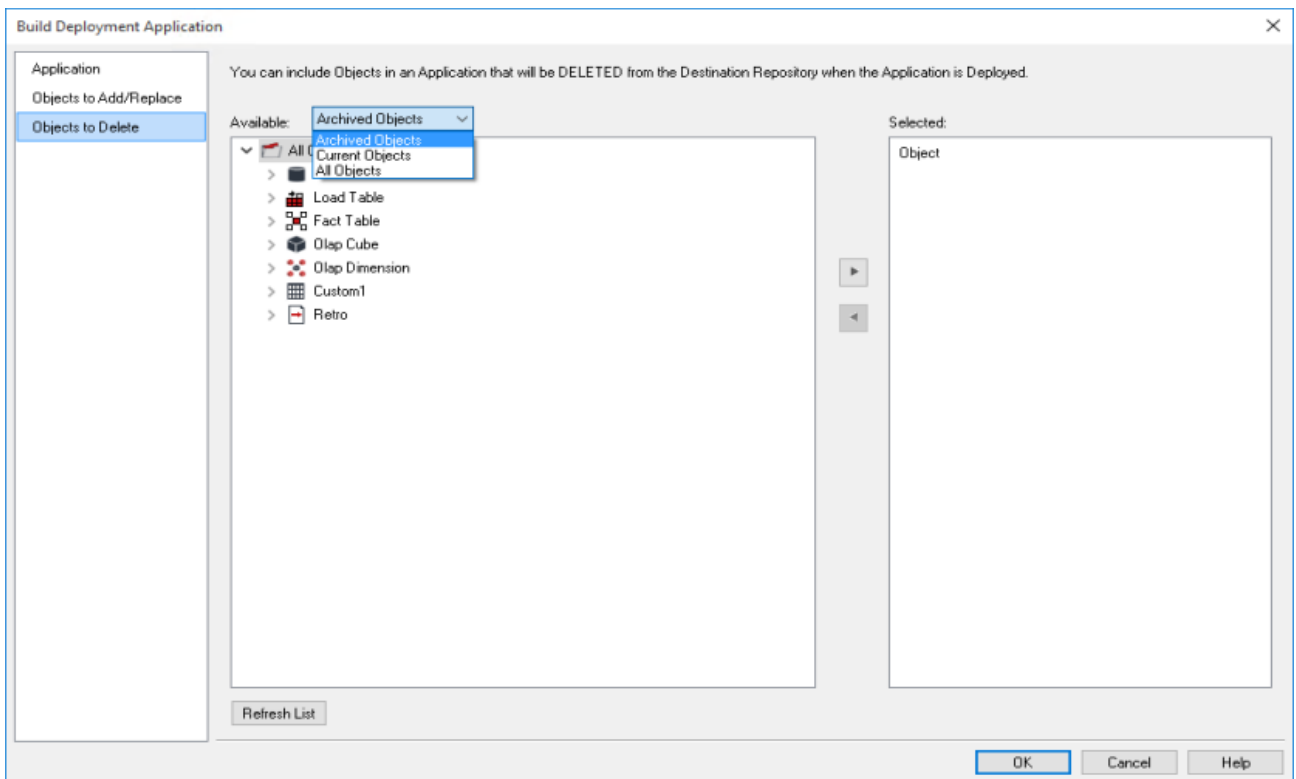 Build Deployment Application
Application
Objects to Add/Replace
Objects to Delete
You can include Objects in an Application that will be DELETED from the Destination Repository when the Application is Deployed.
Available: Archived Objects
Archived Objects
Current Objects
All Objects
All
Load Table
Fact Table
Olap Cube
Olap Dimension
Custom1
Retro
Selected:
Object
Refresh List
OK Cancel Help